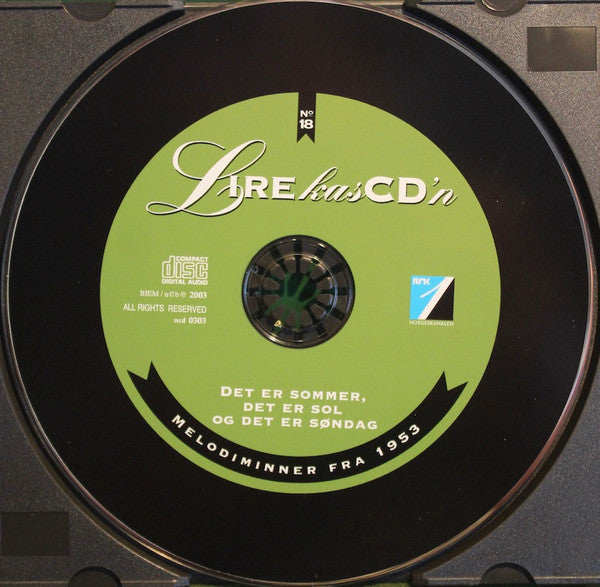 Nº
18
LIREkasCD'n
COMPACT
disc
DIGITAL AUDIO
BIEM / n©b℗ 2003
ALL RIGHTS RESERVED
ncd 0303
NRK
1
NORGESKANALEN
DET ER SOMMER,
DET ER SOL
OG DET ER SØNDAG
MELODIMINNER FRA 1953